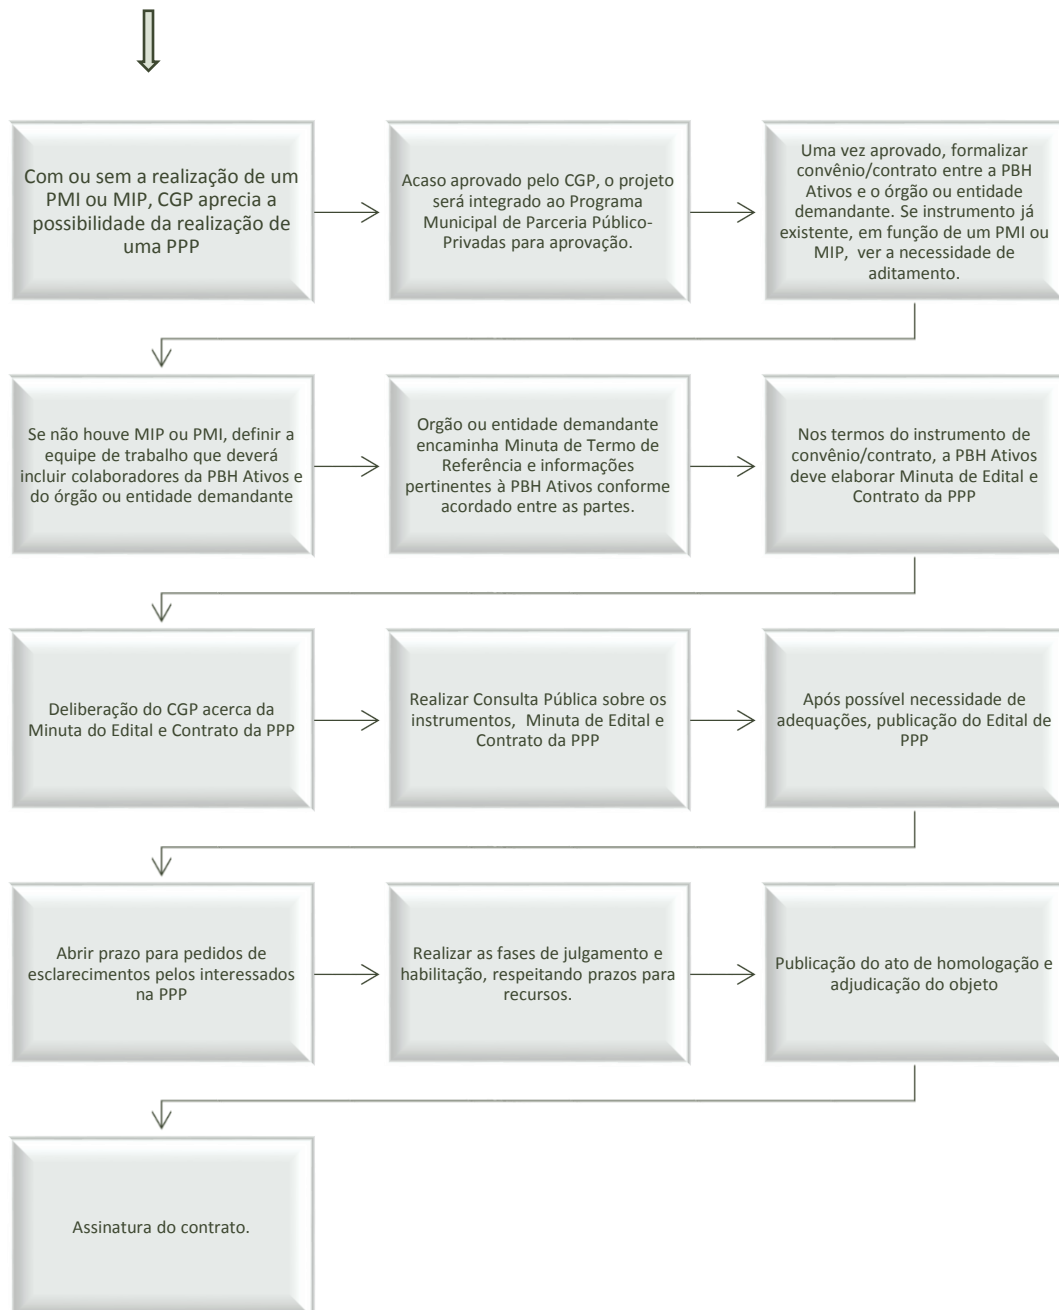 Com ou sem a realização de um
PMI ou MIP, CGP aprecia a
possibilidade da realização de
uma PPP
Acaso aprovado pelo CGP, o projeto
será integrado ao Programa
Municipal de Parceria Público-
Privadas para aprovação.
Uma vez aprovado, formalizar
convênio/contrato entre a PBH
Ativos e o órgão ou entidade
demandante. Se instrumento já
existente, em função de um PMI ou
MIP,  ver a necessidade de
aditamento.
Se não houve MIP ou PMI, definir a
equipe de trabalho que deverá
incluir colaboradores da PBH Ativos e
do órgão ou entidade demandante
Orgão ou entidade demandante
encaminha Minuta de Termo de
Referência e informações
pertinentes à PBH Ativos conforme
acordado entre as partes.
Nos termos do instrumento de
convênio/contrato, a PBH Ativos
deve elaborar Minuta de Edital e
Contrato da PPP
Deliberação do CGP acerca da
Minuta do Edital e Contrato da PPP
Realizar Consulta Pública sobre os
instrumentos,  Minuta de Edital e
Contrato da PPP
Após possível necessidade de
adequações, publicação do Edital de
PPP
Abrir prazo para pedidos de
esclarecimentos pelos interessados
na PPP
Realizar as fases de julgamento e
habilitação, respeitando prazos para
recursos.
Publicação do ato de homologação e
adjudicação do objeto
Assinatura do contrato.